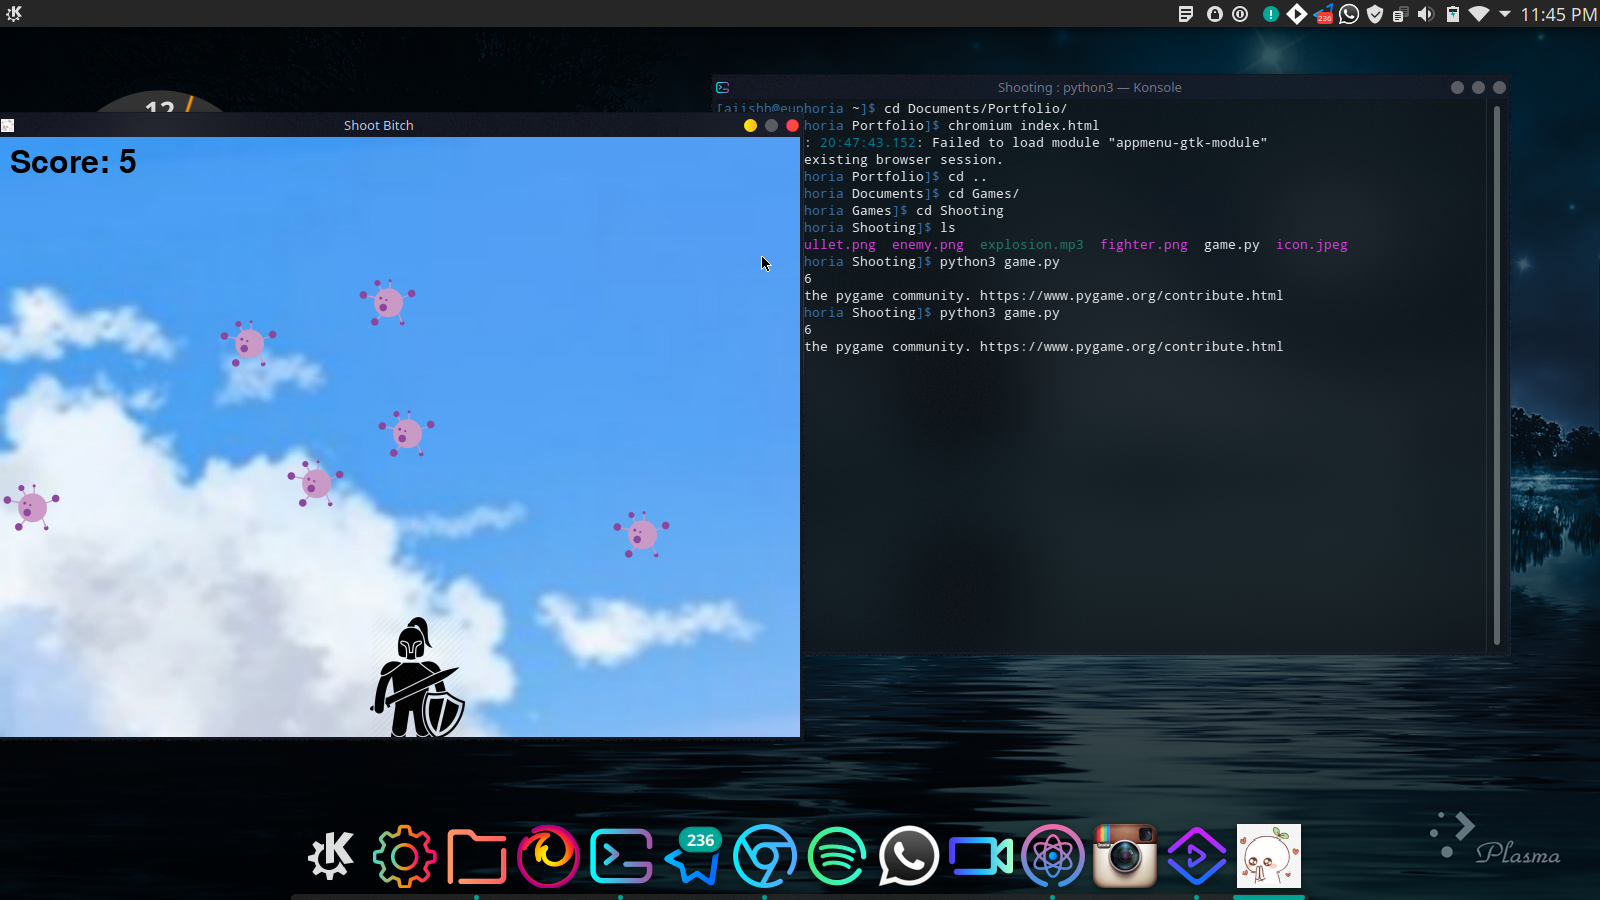 11:45 PM
236
12
Shooting : python3 — Konsole
[ajishh@euphoria ~]$ cd Documents/Portfolio/
horia Portfolio]$ chromium index.html
: 20:47:43.152: Failed to load module "appmenu-gtk-module"
existing browser session.
horia Portfolio]$ cd ..
horia Documents]$ cd Games/
horia Games]$ cd Shooting
horia Shooting]$ ls
ullet.png enemy.png explosion.mp3 fighter.png game.py icon.jpeg
horia Shooting]$ python3 game.py
6
the pygame community. https://www.pygame.org/contribute.html
horia Shooting]$ python3 game.py
6
the pygame community. https://www.pygame.org/contribute.html
Shoot Bitch
Score: 5
236
Plasma